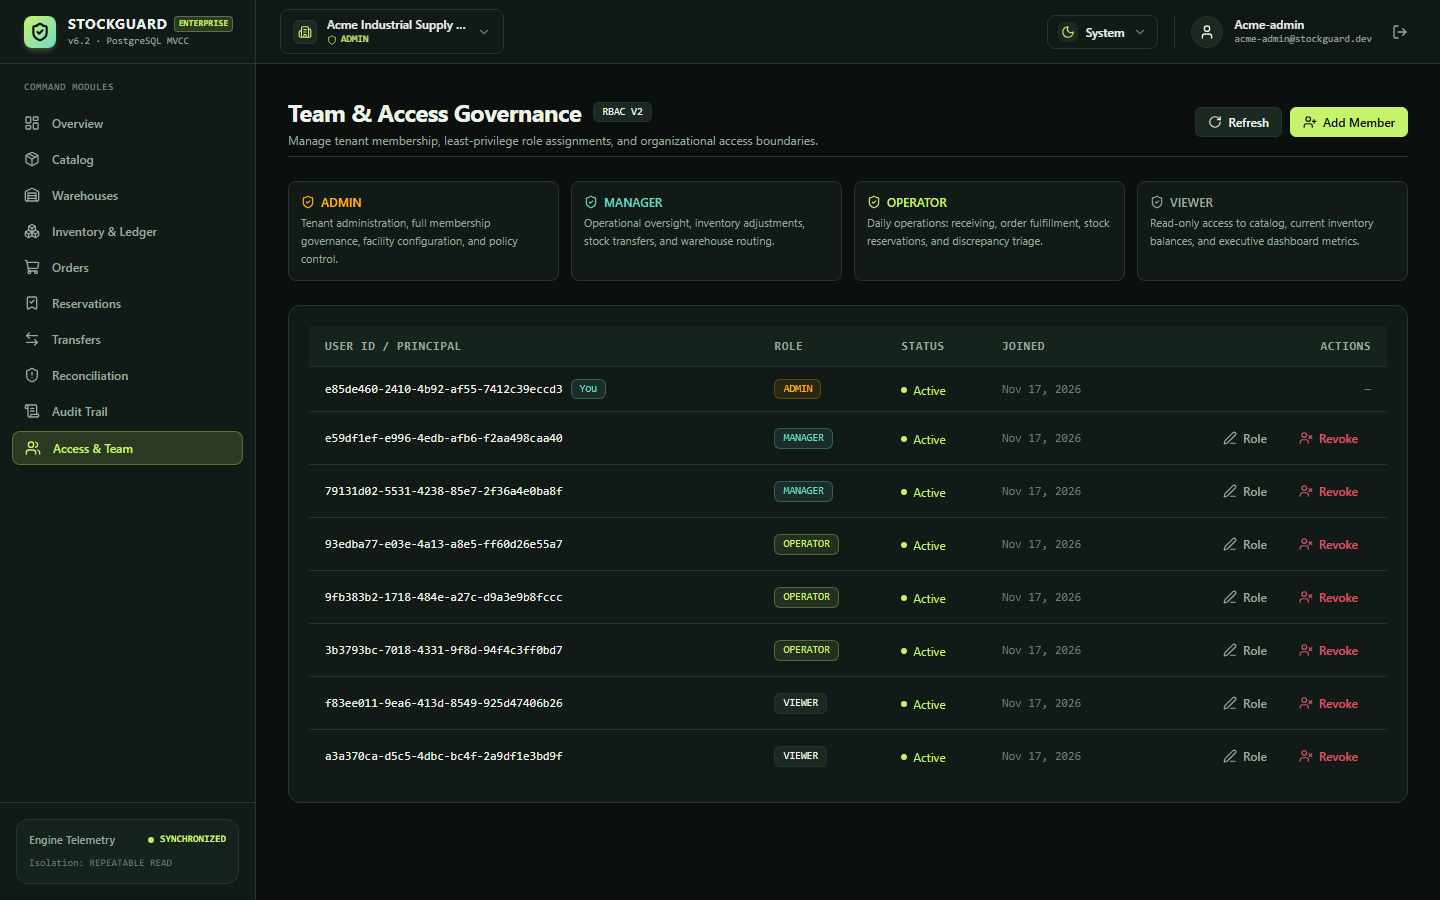 STOCKGUARD ENTERPRISE
v6.2 · PostgreSQL MVCC
Acme Industrial Supply ...
ADMIN
System
Acme-admin
acme-admin@stockguard.dev
COMMAND MODULES
Overview
Catalog
Warehouses
Inventory & Ledger
Orders
Reservations
Transfers
Reconciliation
Audit Trail
Access & Team
Engine Telemetry SYNCHRONIZED
Isolation: REPEATABLE READ
Team & Access Governance RBAC V2
Manage tenant membership, least-privilege role assignments, and organizational access boundaries.
Refresh
Add Member
ADMIN
Tenant administration, full membership
governance, facility configuration, and policy
control.
MANAGER
Operational oversight, inventory adjustments,
stock transfers, and warehouse routing.
OPERATOR
Daily operations: receiving, order fulfillment, stock
reservations, and discrepancy triage.
VIEWER
Read-only access to catalog, current inventory
balances, and executive dashboard metrics.
USER ID / PRINCIPAL ROLE STATUS JOINED ACTIONS
e85de460-2410-4b92-af55-7412c39eccd3 You ADMIN Active Nov 17, 2026 —
e59df1ef-e996-4edb-afb6-f2aa498caa40 MANAGER Active Nov 17, 2026 Role Revoke
79131d02-5531-4238-85e7-2f36a4e0ba8f MANAGER Active Nov 17, 2026 Role Revoke
93edba77-e03e-4a13-a8e5-ff60d26e55a7 OPERATOR Active Nov 17, 2026 Role Revoke
9fb383b2-1718-484e-a27c-d9a3e9b8fccc OPERATOR Active Nov 17, 2026 Role Revoke
3b3793bc-7018-4331-9f8d-94f4c3ff0bd7 OPERATOR Active Nov 17, 2026 Role Revoke
f83ee011-9ea6-413d-8549-925d47406b26 VIEWER Active Nov 17, 2026 Role Revoke
a3a370ca-d5c5-4dbc-bc4f-2a9df1e3bd9f VIEWER Active Nov 17, 2026 Role Revoke